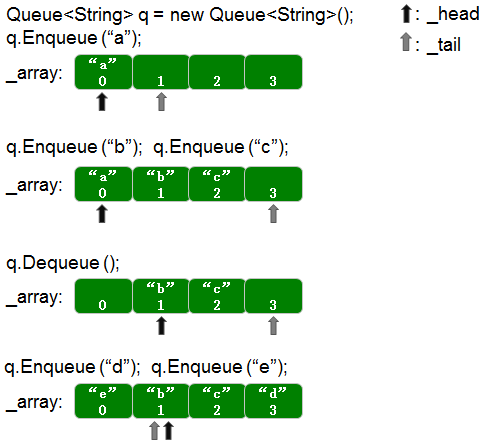 Queue<String> q = new Queue<String>();
: _head
q.Enqueue (“a”);
: _tail
_array:
“a”
0 1 2 3
q.Enqueue (“b”); q.Enqueue (“c”);
_array:
“a” “b” “c”
0 1 2 3
q.Dequeue ();
_array:
“b” “c”
0 1 2 3
q.Enqueue (“d”); q.Enqueue (“e”);
_array:
“e” “b” “c” “d”
0 1 2 3